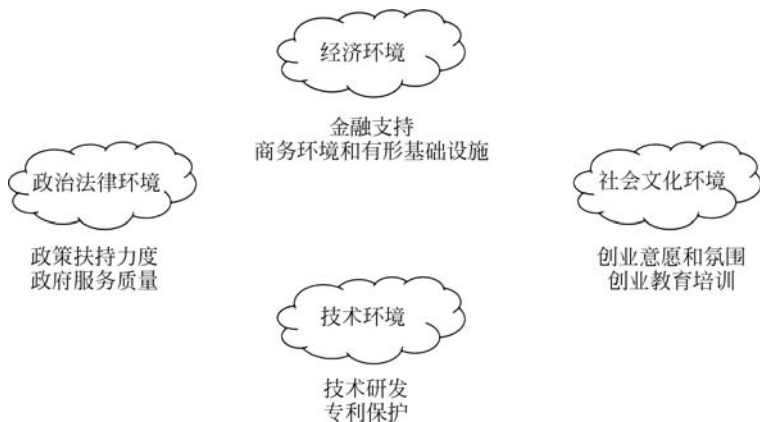 经济环境
金融支持
商务环境和有形基础设施
政治法律环境
政策扶持力度
政府服务质量
社会文化环境
创业意愿和氛围
创业教育培训
技术环境
技术研发
专利保护